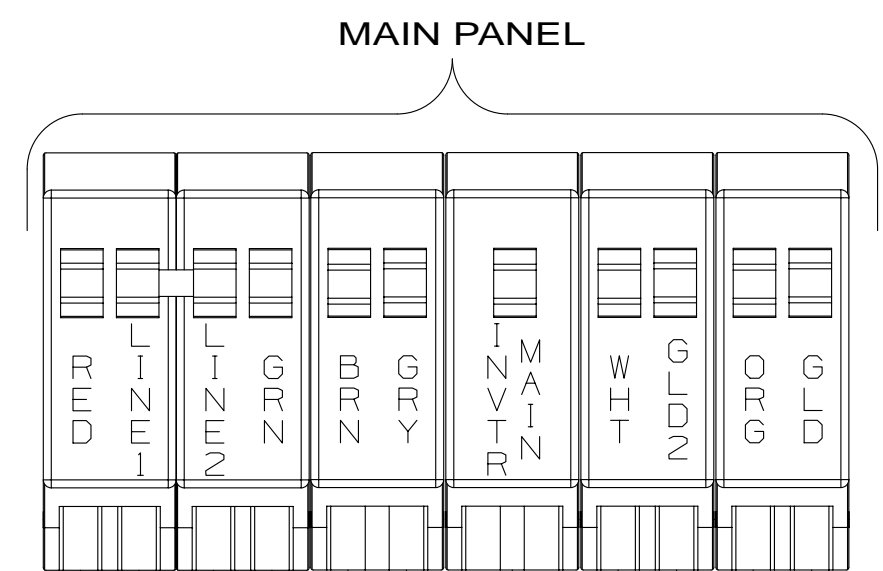 MAIN PANEL
RED
LINE1
LINE2
GRN
BRN
GRY
INVTR
MAIN
WHT
GLD2
ORG
GLD